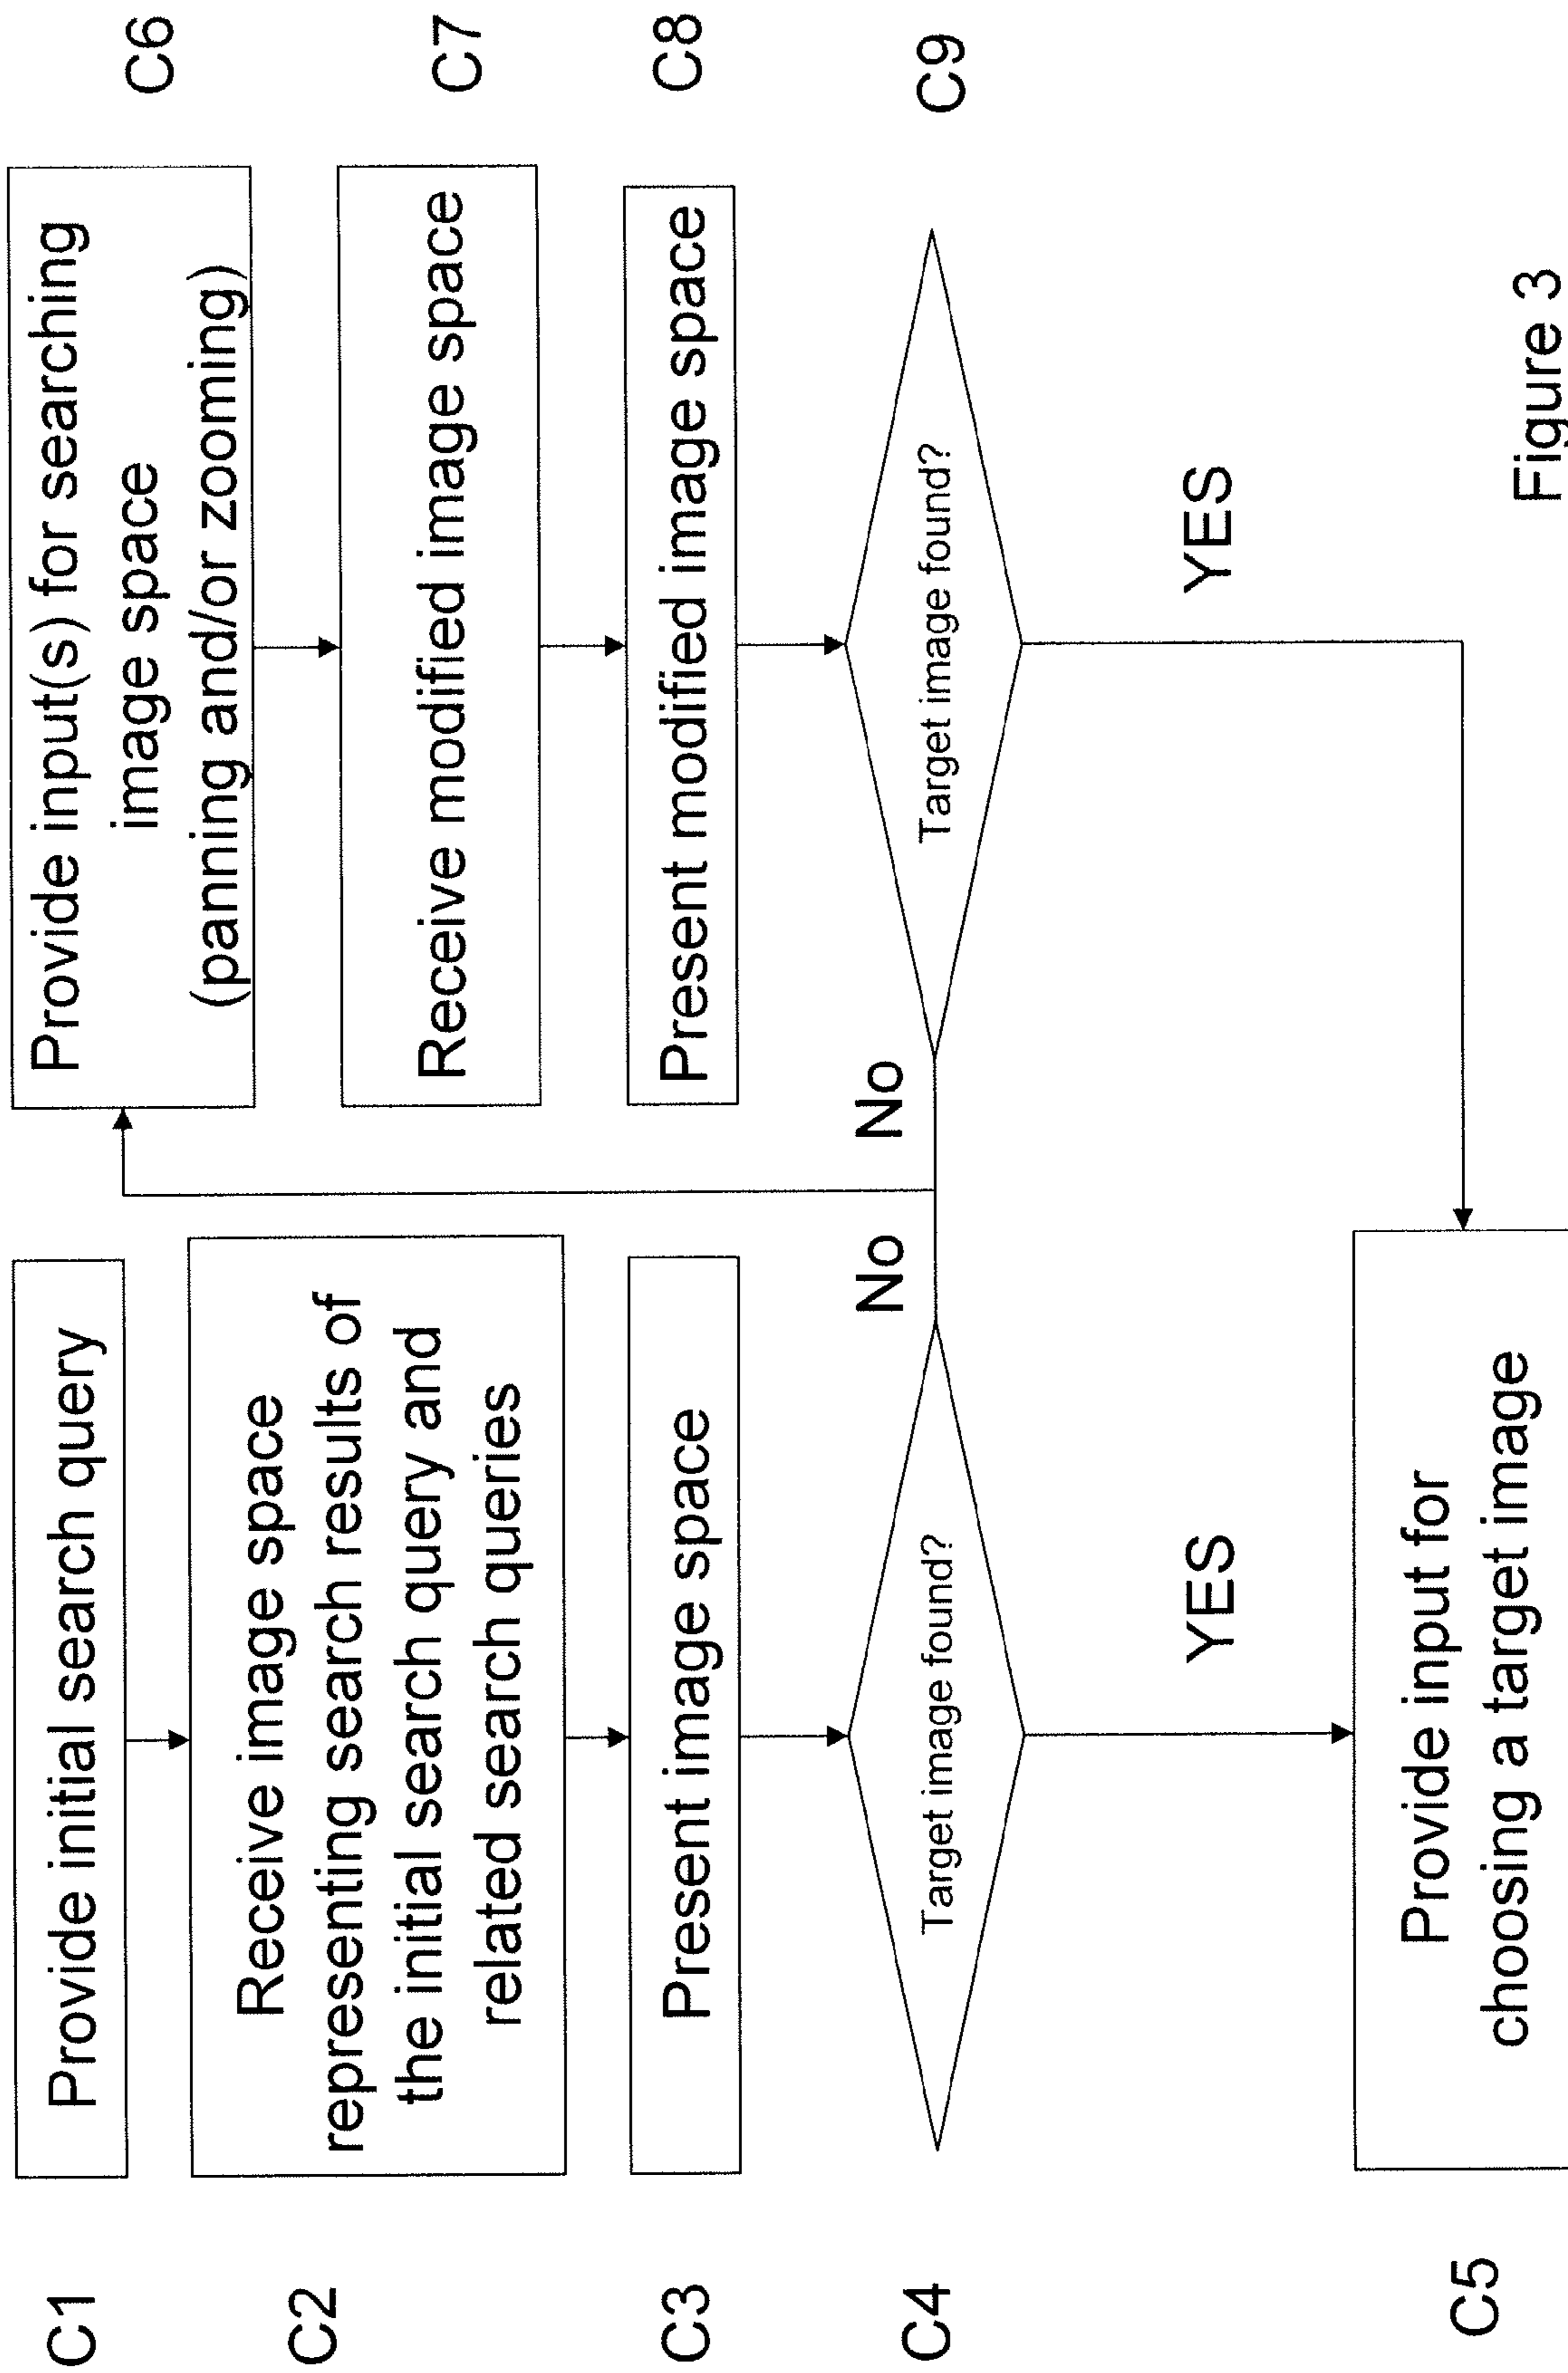 C1
Provide initial search query
C2
Receive image space
representing search results of
the initial search query and
related search queries
C3
Present image space
C4
Target image found?
No
YES
C5
Provide input for
choosing a target image
C6
Provide input(s) for searching
image space
(panning and/or zooming)
C7
Receive modified image space
C8
Present modified image space
C9
Target image found?
No
YES
Figure 3